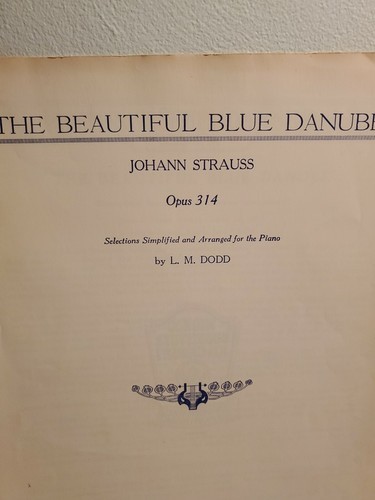 THE BEAUTIFUL BLUE DANUBE
JOHANN STRAUSS
Opus 314
Selections Simplified and Arranged for the Piano
by L. M. DODD